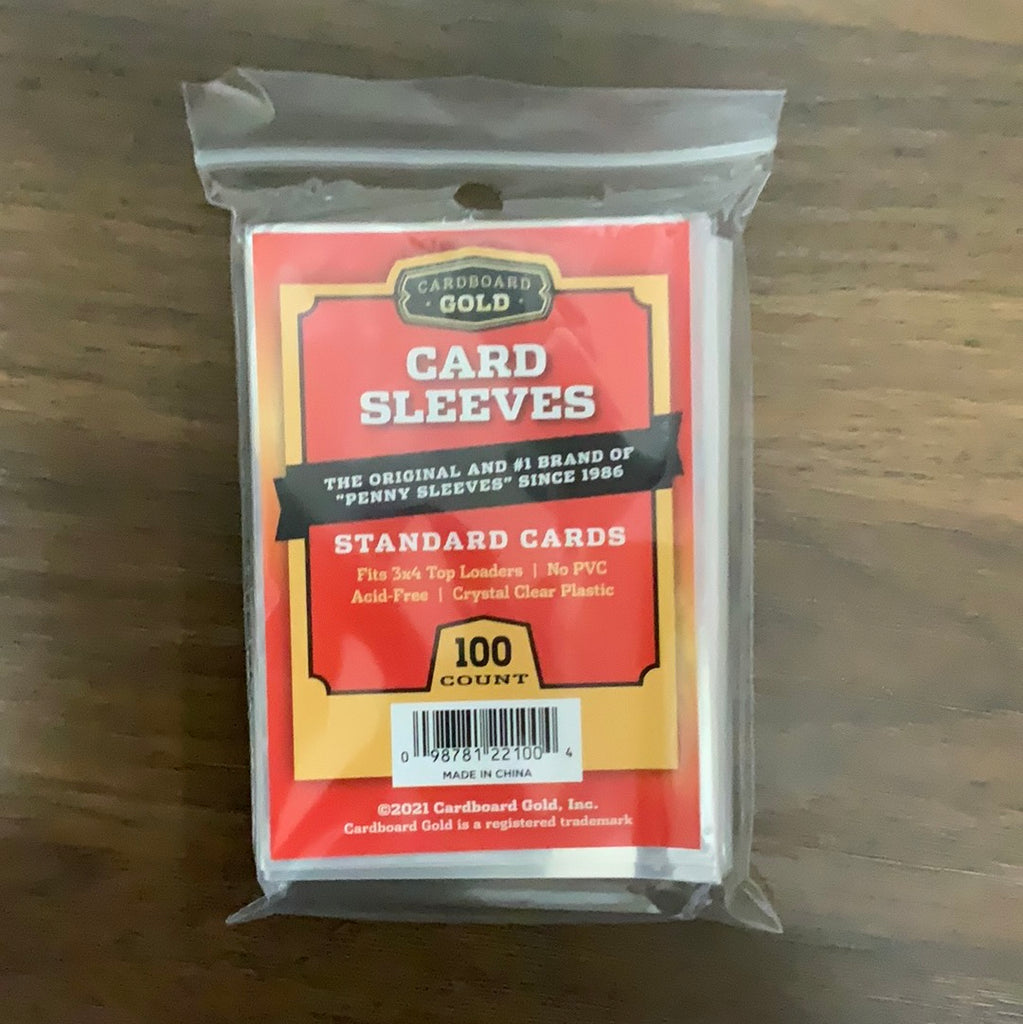 CARDBOARD
GOLD
CARD
SLEEVES
THE ORIGINAL AND #1 BRAND OF
"PENNY SLEEVES" SINCE 1986
STANDARD CARDS
Fits 3x4 Top Loaders | No PVC
Acid-Free | Crystal Clear Plastic
100
COUNT
0 98781 22100 4
MADE IN CHINA
©2021 Cardboard Gold, Inc.
Cardboard Gold is a registered trademark